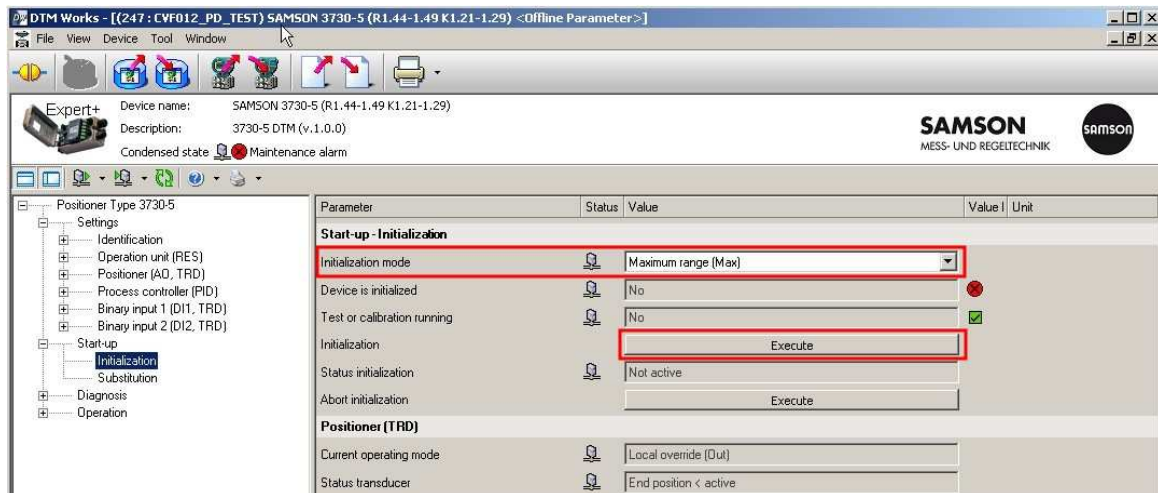 DTM Works - [(247 : CVF012_PD_TEST) SAMSON 3730-5 (R1.44-1.49 K1.21-1.29) <Offline Parameter>]
File View Device Tool Window
Expert+
Device name: SAMSON 3730-5 (R1.44-1.49 K1.21-1.29)
Description: 3730-5 DTM (v.1.0.0)
Condensed state Maintenance alarm
SAMSON
MESS- UND REGELTECHNIK
samson
Positioner Type 3730-5
Settings
Identification
Operation unit (RES)
Positioner (AO, TRD)
Process controller (PID)
Binary input 1 (DI1, TRD)
Binary input 2 (DI2, TRD)
Start-up
Initialization
Substitution
Diagnosis
Operation
Parameter Status Value Value I Unit
Start-up - Initialization
Initialization mode Maximum range (Max)
Device is initialized No
Test or calibration running No
Initialization Execute
Status initialization Not active
Abort initialization Execute
Positioner (TRD)
Current operating mode Local override (Out)
Status transducer End position < active